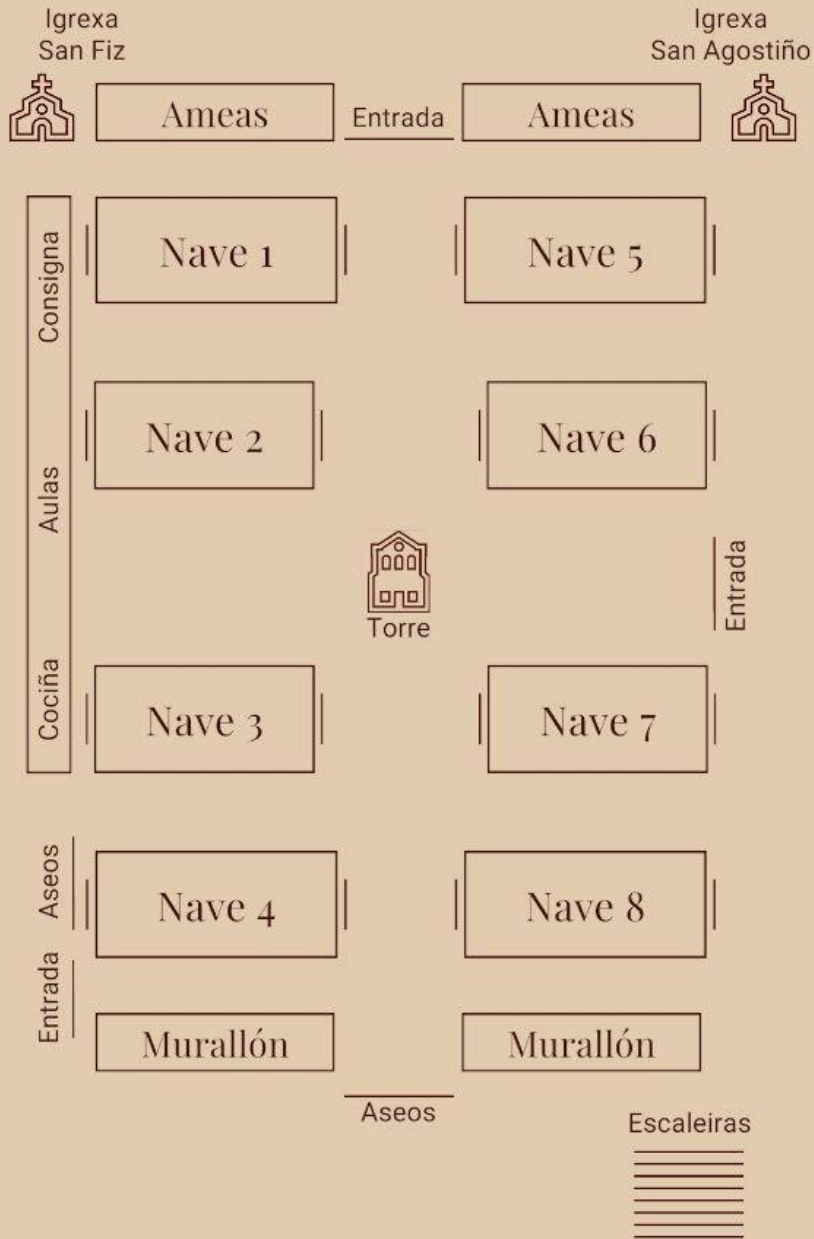 Igrexa
San Fiz
Igrexa
San Agostiño
Ameas
Entrada
Ameas
Consigna
Nave 1
Nave 5
Aulas
Nave 2
Nave 6
Torre
Entrada
Cociña
Nave 3
Nave 7
Aseos
Nave 4
Nave 8
Entrada
Murallón
Murallón
Aseos
Escaleiras